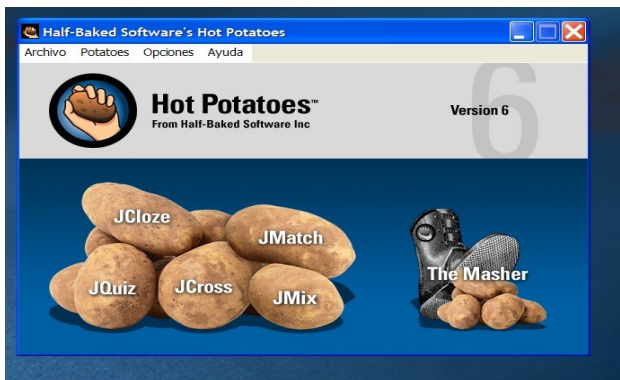 Half-Baked Software's Hot Potatoes
Archivo Potatoes Opciones Ayuda
Hot Potatoes™
From Half-Baked Software Inc
Version 6
6
JCloze
JMatch
JQuiz
JCross
JMix
The Masher